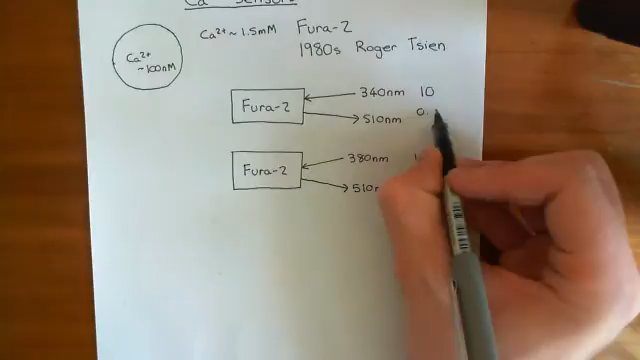 Ca²⁺ Sensors
Ca²⁺ ~ 1.5mM Fura-2
1980s Roger Tsien
Ca²⁺
~100nM
Fura-2
340nm 10
510nm 0.
Fura-2
380nm
510n